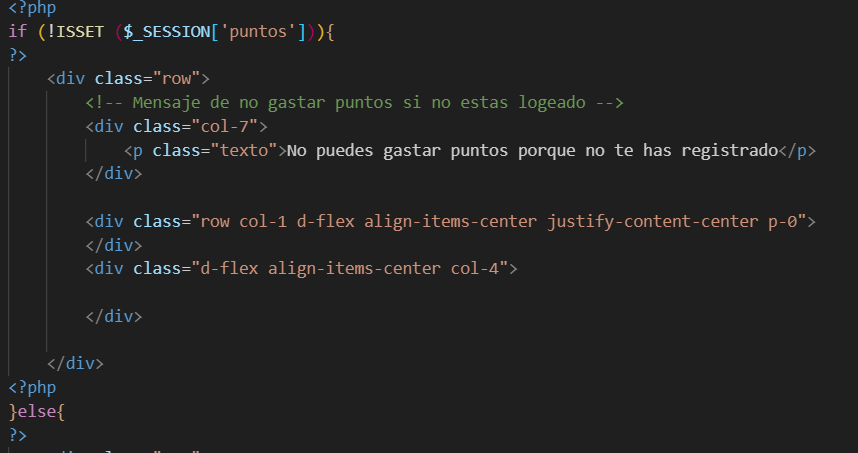 <?php
if (!ISSET ($_SESSION['puntos'])){
?>
<div class="row">
<!-- Mensaje de no gastar puntos si no estas logeado -->
<div class="col-7">
<p class="texto">No puedes gastar puntos porque no te has registrado</p>
</div>
<div class="row col-1 d-flex align-items-center justify-content-center p-0">
</div>
<div class="d-flex align-items-center col-4">
</div>
</div>
<?php
}else{
?>